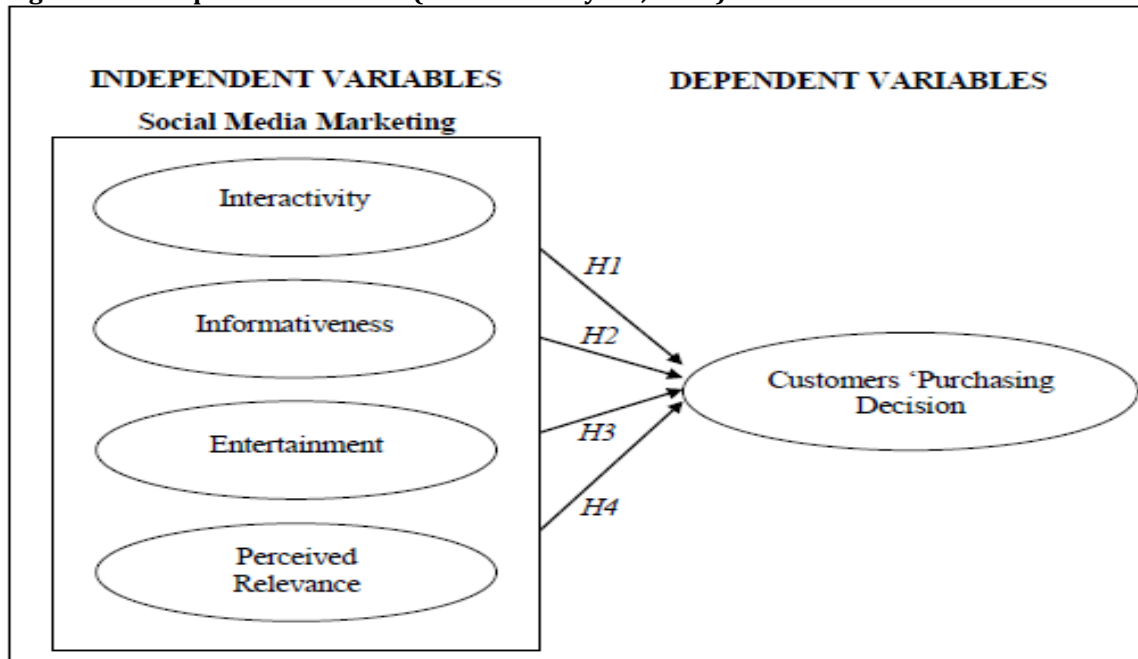 INDEPENDENT VARIABLES
DEPENDENT VARIABLES
Social Media Marketing
Interactivity
H1
Informativeness
H2
Customers ‘Purchasing
Decision
Entertainment
H3
H4
Perceived
Relevance